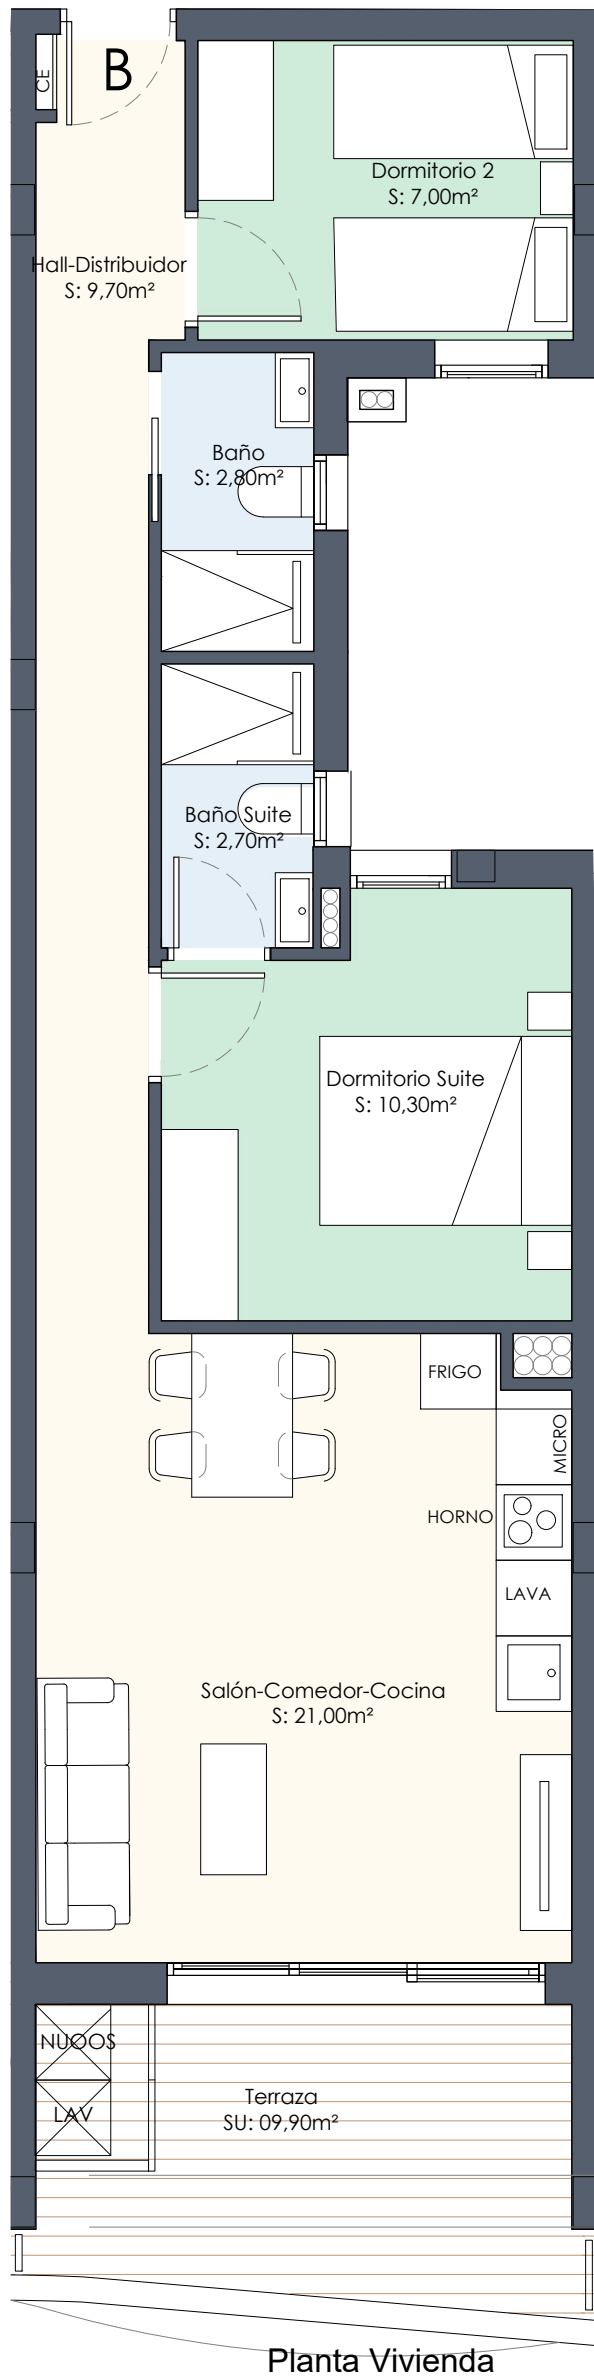 CE
B
Dormitorio 2
S: 7,00m²
Hall-Distribuidor
S: 9,70m²
Baño
S: 2,80m²
Baño Suite
S: 2,70m²
Dormitorio Suite
S: 10,30m²
FRIGO
MICRO
HORNO
LAVA
Salón-Comedor-Cocina
S: 21,00m²
NUOOS
LAV
Terraza
SU: 09,90m²
Planta Vivienda